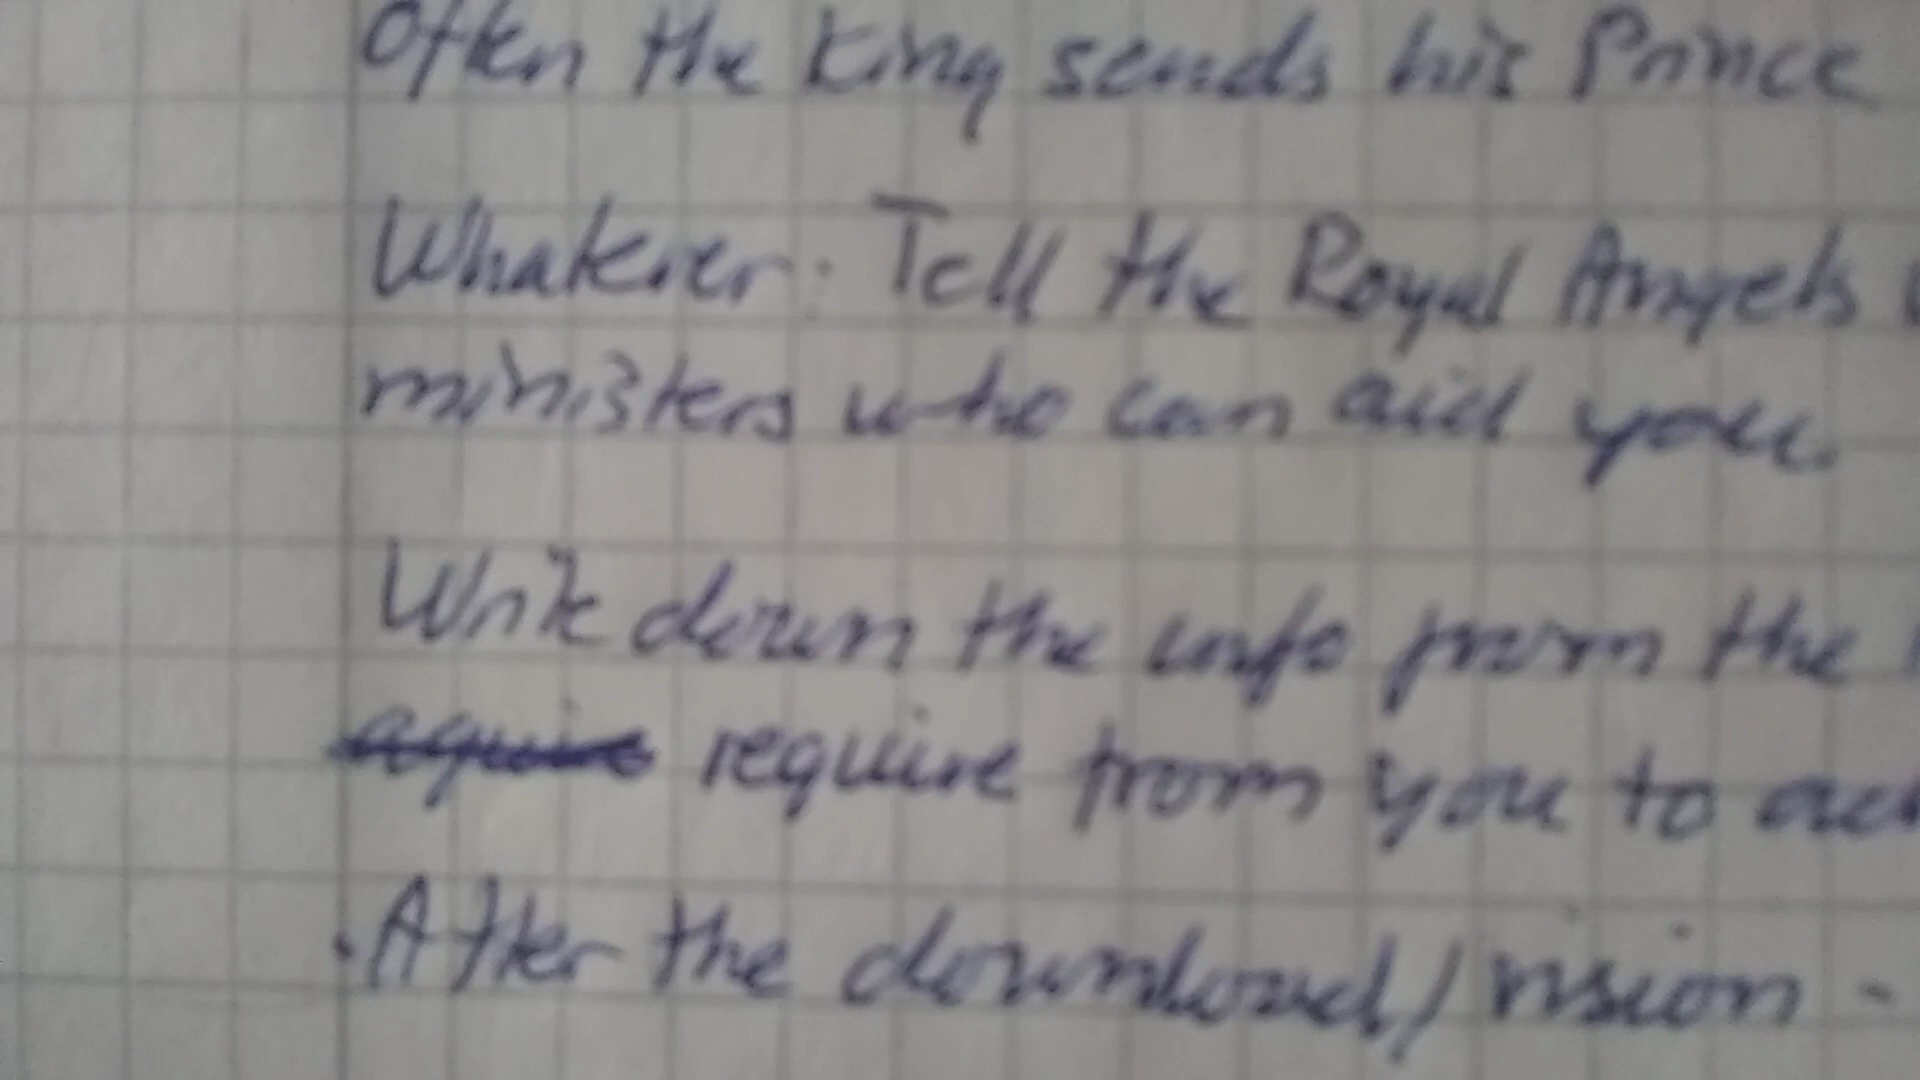 Often the King sends his Prince
Whatever: Tell the Royal Angels
ministers who can aid you.
Write down the info from the
require from you to
. After the download / vision -